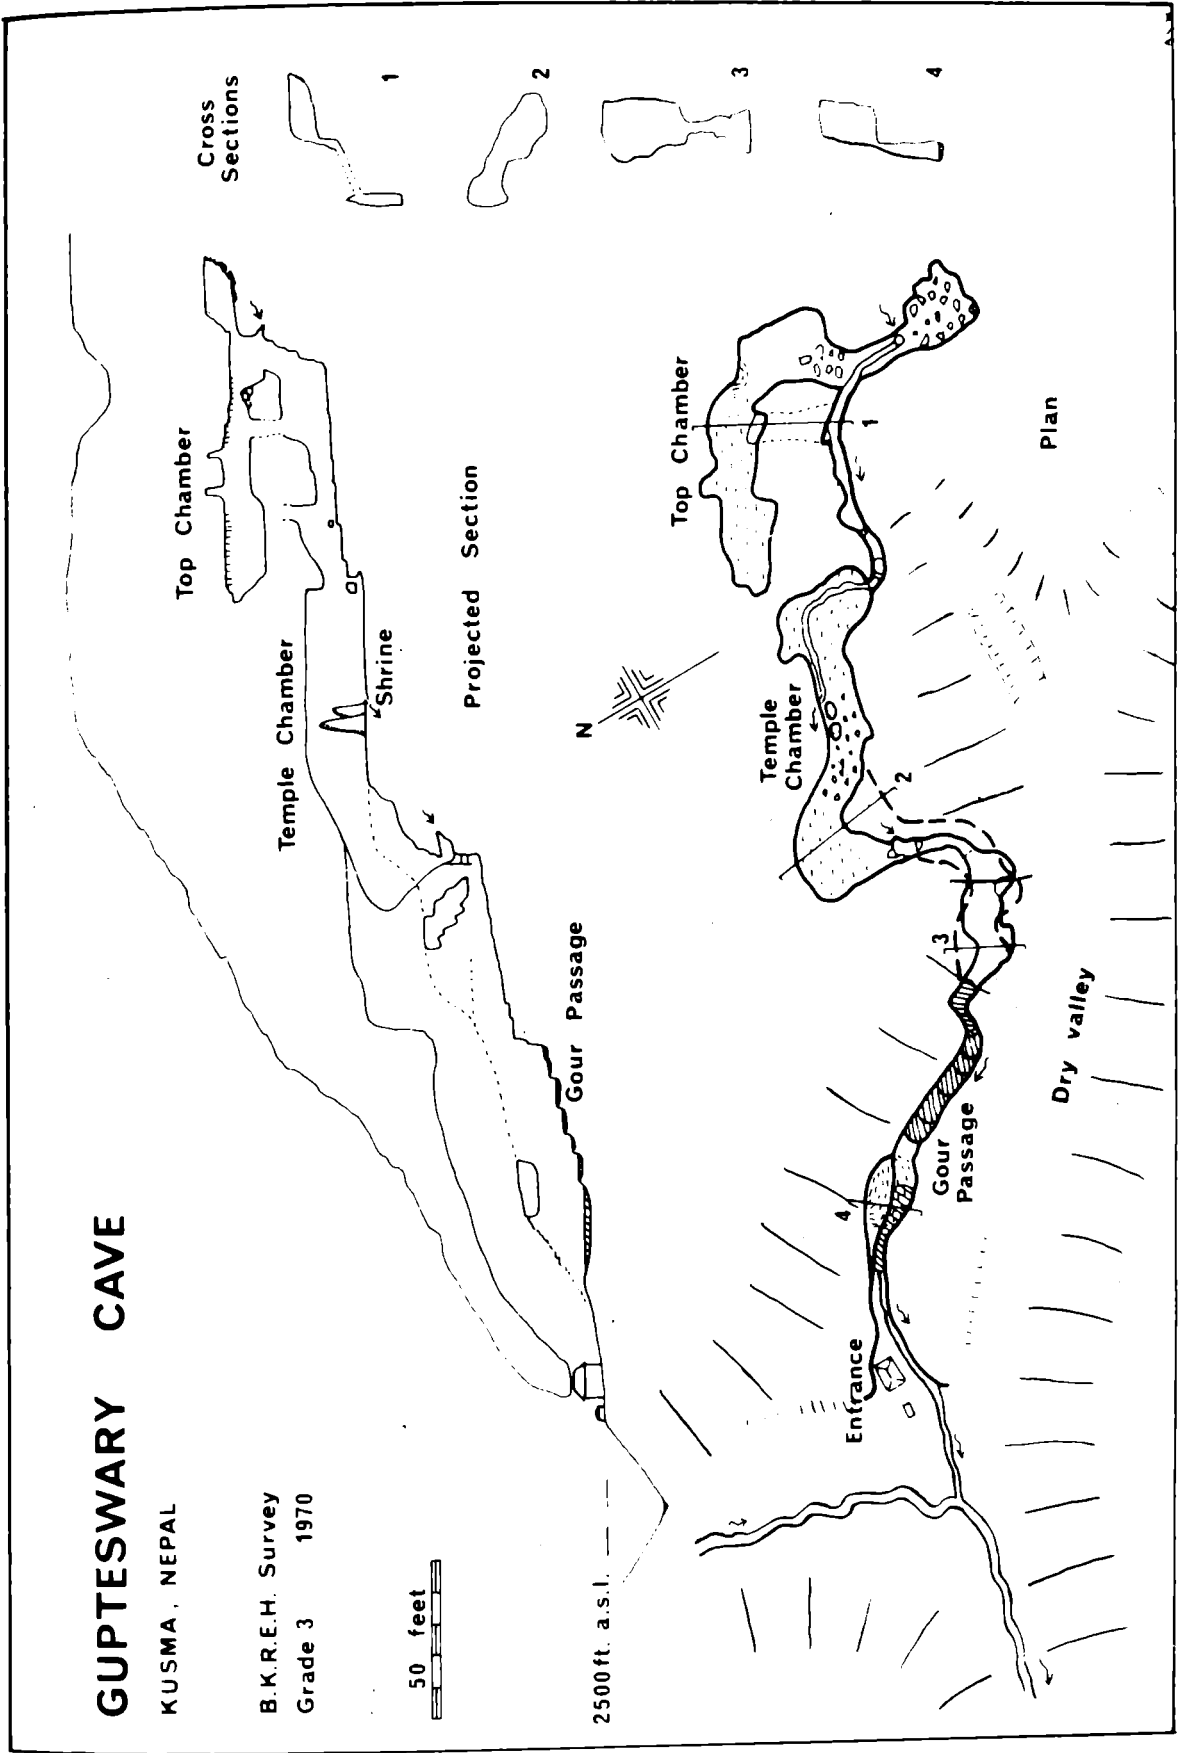 GUPTESWARY CAVE
KUSMA, NEPAL
B.K.R.E.H. Survey
Grade 3 1970
50 feet
2500ft. a.s.l.
Top Chamber
Temple Chamber
Shrine
Projected Section
Gour Passage
Cross
Sections
1
2
3
4
N
Top Chamber
1
Temple
Chamber
2
3
Gour
Passage
4
Entrance
Dry valley
Plan